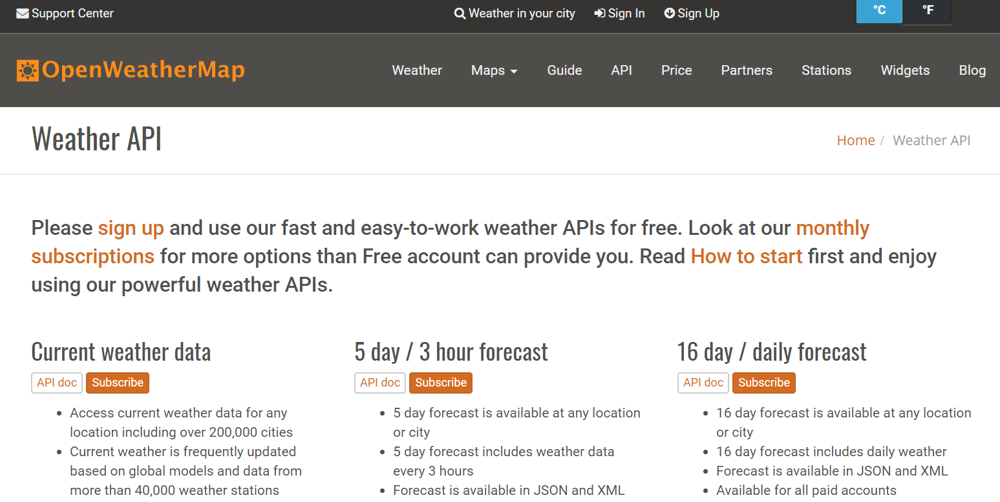 Support Center
Weather in your city
Sign In
Sign Up
°C
°F
OpenWeatherMap
Weather
Maps
Guide
API
Price
Partners
Stations
Widgets
Blog
Weather API
Home / Weather API
Please sign up and use our fast and easy-to-work weather APIs for free. Look at our monthly
subscriptions for more options than Free account can provide you. Read How to start first and enjoy
using our powerful weather APIs.
Current weather data
API doc
Subscribe
• Access current weather data for any
location including over 200,000 cities
• Current weather is frequently updated
based on global models and data from
more than 40,000 weather stations
5 day / 3 hour forecast
API doc
Subscribe
• 5 day forecast is available at any location
or city
• 5 day forecast includes weather data
every 3 hours
• Forecast is available in JSON and XML
16 day / daily forecast
API doc
Subscribe
• 16 day forecast is available at any location
or city
• 16 day forecast includes daily weather
• Forecast is available in JSON and XML
• Available for all paid accounts